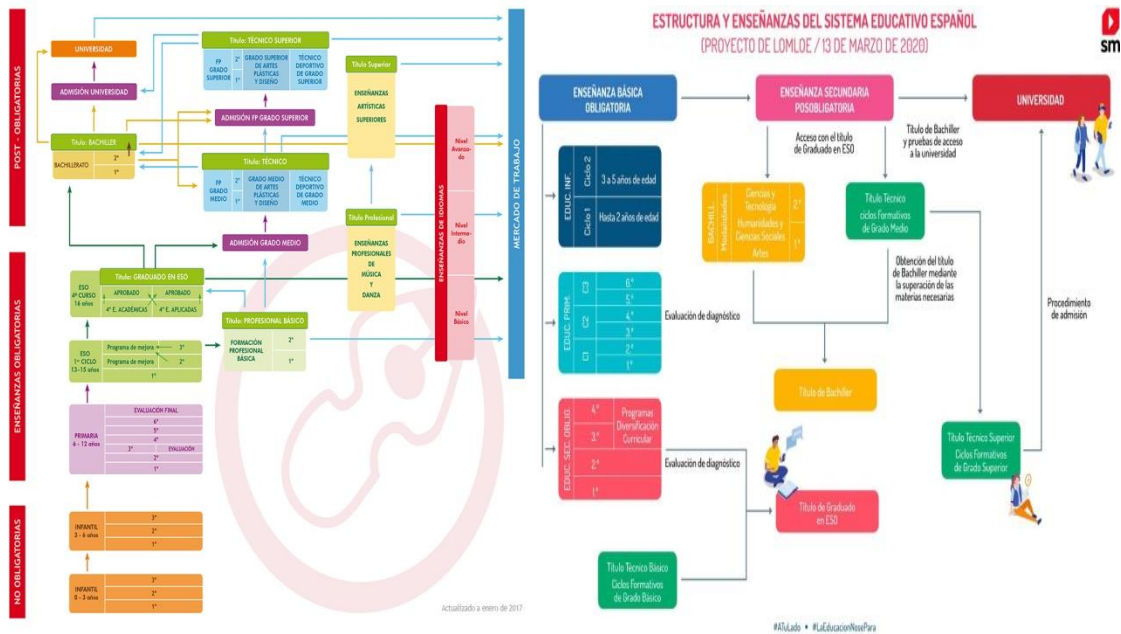 POST - OBLIGATORIAS
ENSEÑANZAS OBLIGATORIAS
NO OBLIGATORIAS
UNIVERSIDAD
ADMISIÓN UNIVERSIDAD
Título: BACHILLER
BACHILLERATO
2º
1º
Título: TÉCNICO SUPERIOR
FP
GRADO
SUPERIOR
2º
1º
GRADO SUPERIOR
DE ARTES
PLÁSTICAS
Y DISEÑO
TÉCNICO
DEPORTIVO
DE GRADO
SUPERIOR
ADMISIÓN FP GRADO SUPERIOR
Título: TÉCNICO
FP
GRADO
MEDIO
2º
1º
GRADO MEDIO
DE ARTES
PLÁSTICAS
Y DISEÑO
TÉCNICO
DEPORTIVO
DE GRADO
MEDIO
ADMISIÓN GRADO MEDIO
Título Superior
ENSEÑANZAS
ARTÍSTICAS
SUPERIORES
Título Profesional
ENSEÑANZAS
PROFESIONALES
DE
MÚSICA
Y
DANZA
ENSEÑANZAS DE IDIOMAS
Nivel
Avanza-
do
Nivel
Interme-
dio
Nivel
Básico
MERCADO DE TRABAJO
Título: GRADUADO EN ESO
ESO
4º CURSO
16 años
APROBADO
APROBADO
4º E. ACADÉMICAS
4º E. APLICADAS
Título: PROFESIONAL BÁSICO
FORMACIÓN
PROFESIONAL
BÁSICA
2º
1º
ESO
1er CICLO
13-15 años
Programa de mejora
3º
Programa de mejora
2º
1º
PRIMARIA
6 - 12 años
EVALUACIÓN FINAL
6º
5º
4º
3º
EVALUACIÓN
2º
1º
INFANTIL
3 - 6 años
3º
2º
1º
INFANTIL
0 - 3 años
3º
2º
1º
Actualizado a enero de 2017
ESTRUCTURA Y ENSEÑANZAS DEL SISTEMA EDUCATIVO ESPAÑOL
(PROYECTO DE LOMLOE / 13 DE MARZO DE 2020)
sm
ENSEÑANZA BÁSICA
OBLIGATORIA
ENSEÑANZA SECUNDARIA
POSOBLIGATORIA
UNIVERSIDAD
Acceso con el título
de Graduado en ESO
Título de Bachiller
y pruebas de acceso
a la universidad
EDUC. INF.
Ciclo 2
3 a 5 años de edad
Ciclo 1
Hasta 2 años de edad
BACHILL.
Modalidades
Ciencias y
Tecnología
Humanidades y
Ciencias Sociales
Artes
2.º
1.º
Título Técnico
Ciclos Formativos
de Grado Medio
Obtención del título
de Bachiller mediante
la superación de las
materias necesarias
Procedimiento
de admisión
EDUC. PRIM.
C3
6.º
5.º
C2
4.º
3.º
C1
2.º
1.º
Evaluación de diagnóstico
Título de Bachiller
EDUC. SEC. OBLIG.
4.º
3.º
Programas
Diversificación
Curricular
2.º
1.º
Evaluación de diagnóstico
Título Técnico Superior
Ciclos Formativos
de Grado Superior
Título de Graduado
en ESO
Título Técnico Básico
Ciclos Formativos
de Grado Básico
#ATuLado • #LaEducacionNosePara